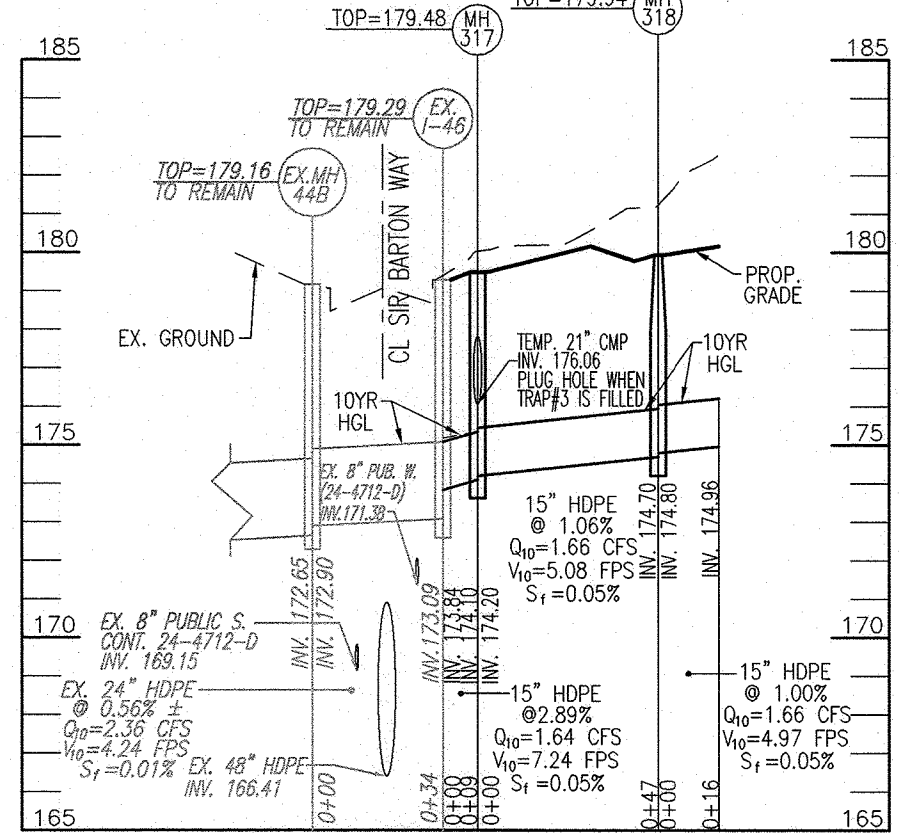 TOP=179.48
MH
317
MH
318
185
185
TOP=179.29
TO REMAIN
EX.
I-46
TOP=179.16
TO REMAIN
EX.MH
44B
CL SIR BARTON WAY
180
180
PROP.
GRADE
EX. GROUND
TEMP. 21" CMP
INV. 176.06
PLUG HOLE WHEN
TRAP#3 IS FILLED
10YR
HGL
10YR
HGL
175
175
EX. 8" PUB. W.
(24-4712-D)
INV.171.38
15" HDPE
@ 1.06%
Q10=1.66 CFS
V10=5.08 FPS
Sf=0.05%
INV. 174.70
INV. 174.80
INV. 174.96
INV. 172.65
INV. 172.90
INV.173.09
INV. 173.84
INV. 174.10
INV. 174.20
170
170
EX. 8" PUBLIC S.
CONT. 24-4712-D
INV. 169.15
EX. 24" HDPE
@ 0.56% ±
Q10=2.36 CFS
V10=4.24 FPS
Sf=0.01%
EX. 48" HDPE
INV. 166.41
15" HDPE
@2.89%
Q10=1.64 CFS
V10=7.24 FPS
Sf=0.05%
15" HDPE
@ 1.00%
Q10=1.66 CFS
V10=4.97 FPS
Sf=0.05%
0+00
0+34
0+00
0+09
0+00
0+47
0+00
0+16
165
165